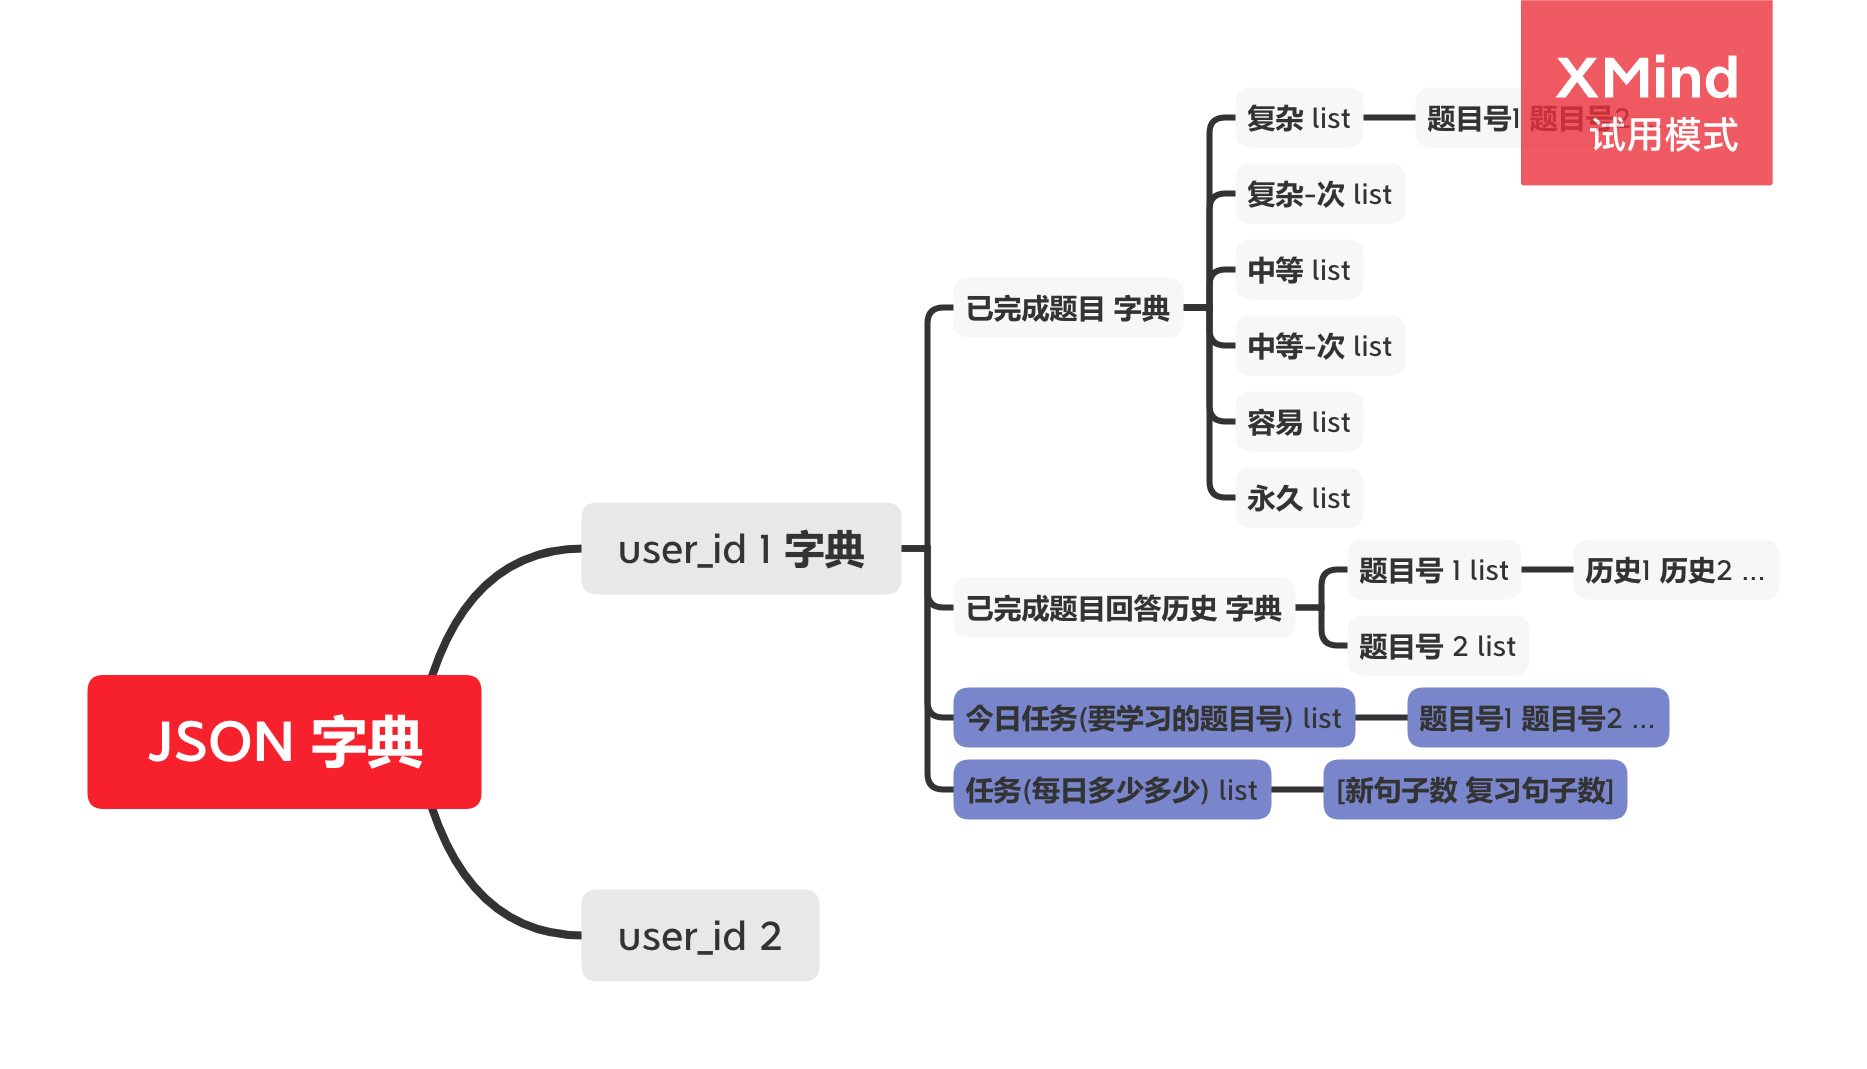 XMind
试用模式
复杂 list
题目号1 题目号2
复杂-次 list
中等 list
已完成题目 字典
中等-次 list
容易 list
永久 list
user_id 1 字典
题目号 1 list
历史1 历史2 ...
已完成题目回答历史 字典
题目号 2 list
今日任务(要学习的题目号) list
题目号1 题目号2 ...
JSON 字典
任务(每日多少多少) list
[新句子数 复习句子数]
user_id 2